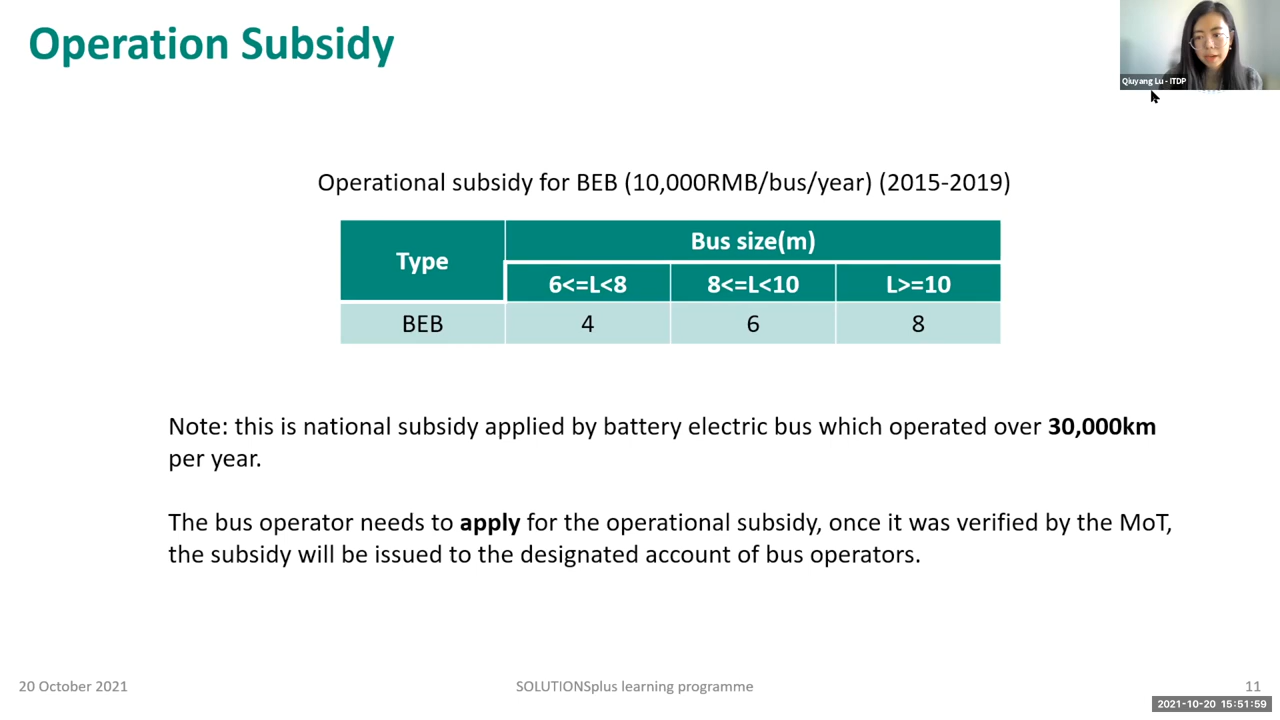 Operation Subsidy
Qiuyang Lu - ITDP
Operational subsidy for BEB (10,000RMB/bus/year) (2015-2019)
Type
Bus size(m)
6<=L<8
8<=L<10
L>=10
BEB
4
6
8
Note: this is national subsidy applied by battery electric bus which operated over 30,000km
per year.
The bus operator needs to apply for the operational subsidy, once it was verified by the MoT,
the subsidy will be issued to the designated account of bus operators.
20 October 2021
SOLUTIONSplus learning programme
11
2021-10-20 15:51:59